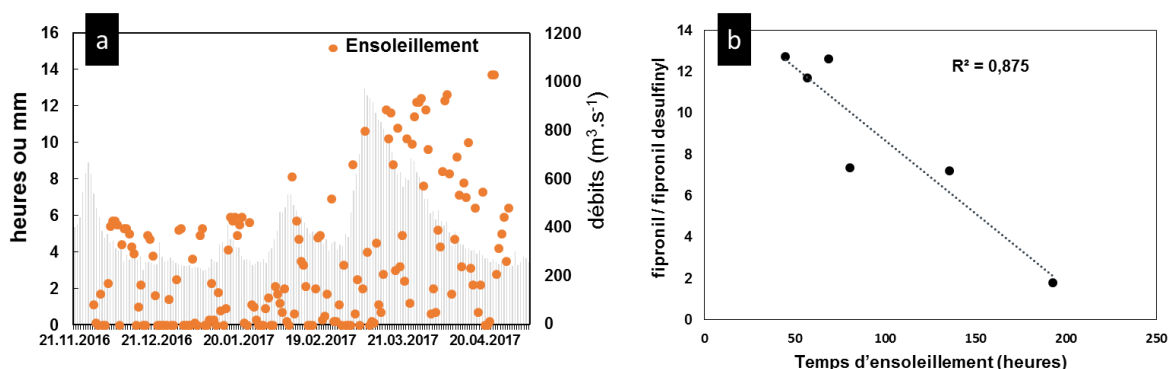 a
Ensoleillement
16
14
12
10
8
6
4
2
0
heures ou mm
1200
1000
800
600
400
200
0
débits (m³.s⁻¹)
21.11.2016 21.12.2016 20.01.2017 19.02.2017 21.03.2017 20.04.2017
b
R² = 0,875
14
12
10
8
6
4
2
0
fipronil / fipronil desulfinyl
0 50 100 150 200 250
Temps d'ensoleillement (heures)